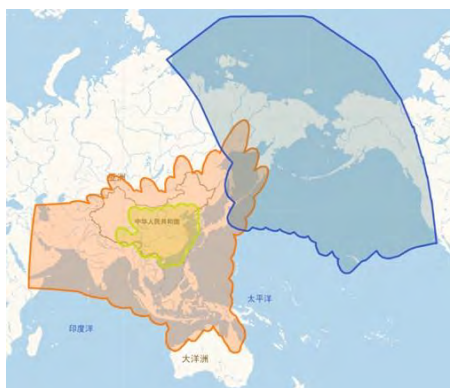 亚洲
中华人民共和国
太平洋
印度洋
大洋洲